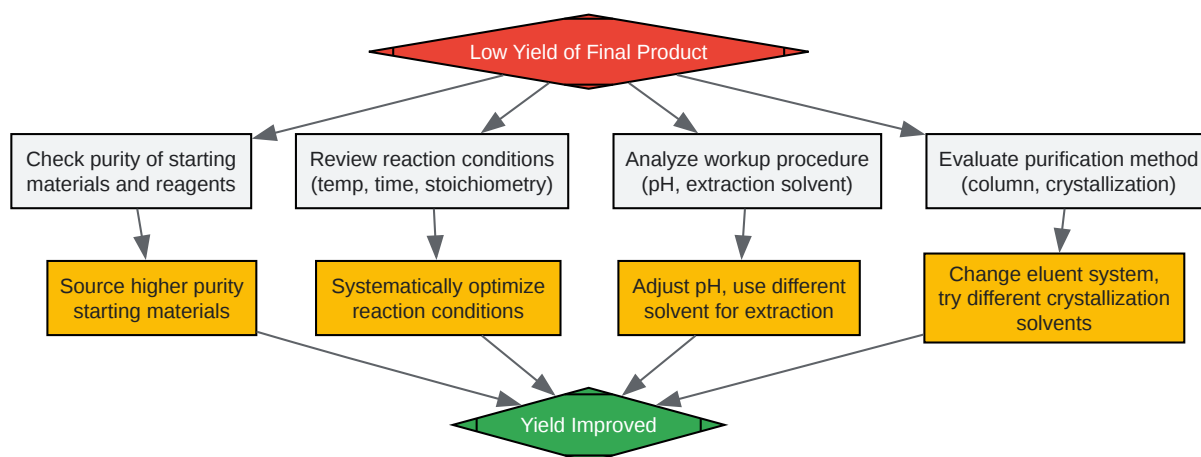 Low Yield of Final Product
Check purity of starting
materials and reagents
Review reaction conditions
(temp, time, stoichiometry)
Analyze workup procedure
(pH, extraction solvent)
Evaluate purification method
(column, crystallization)
Source higher purity
starting materials
Systematically optimize
reaction conditions
Adjust pH, use different
solvent for extraction
Change eluent system,
try different crystallization
solvents
Yield Improved